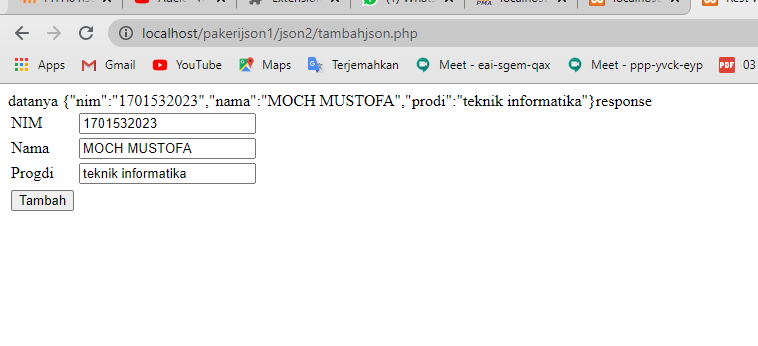 localhost/pakerijson1/json2/tambahjson.php
Apps Gmail YouTube Maps Terjemahkan Meet - eai-sgem-qax Meet - ppp-yvck-eyp PDF 03
datanya {"nim":"1701532023","nama":"MOCH MUSTOFA","prodi":"teknik informatika"}response
NIM 1701532023
Nama MOCH MUSTOFA
Progdi teknik informatika
Tambah